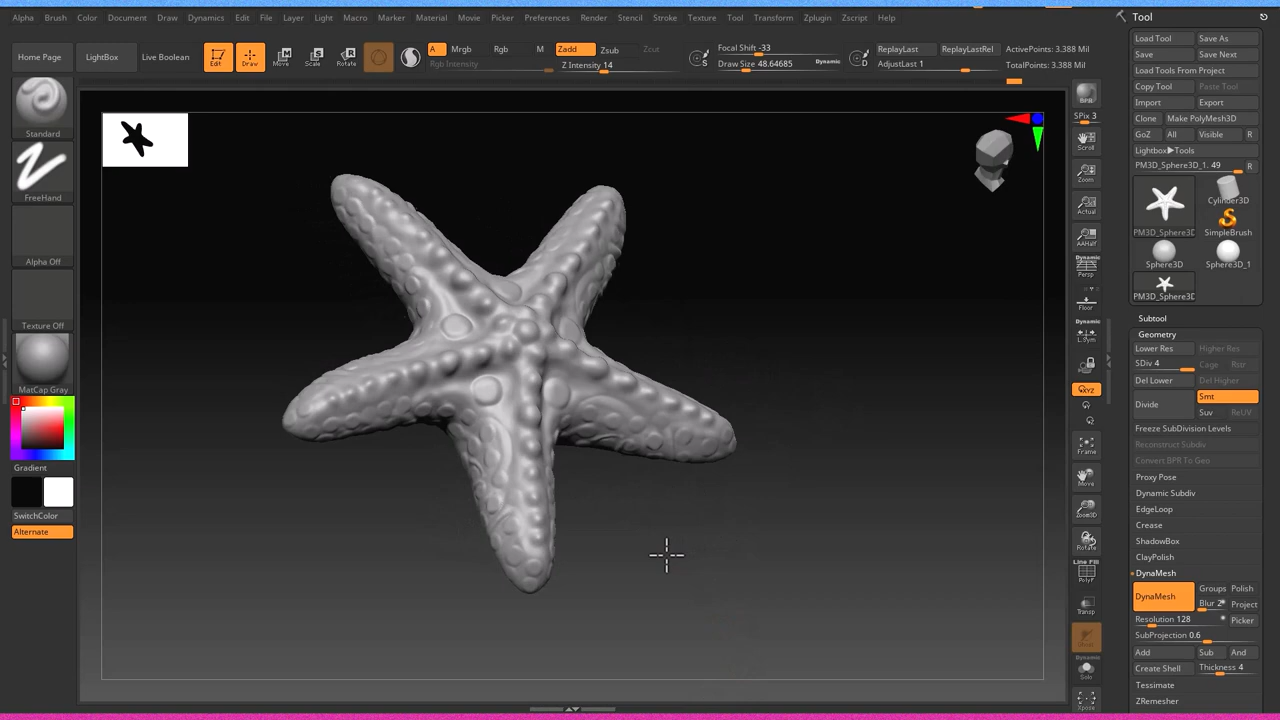 Alpha Brush Color Document Draw Dynamics Edit File Layer Light Macro Marker Material Movie Picker Preferences Render Stencil Stroke Texture Tool Transform Zplugin Zscript Help
Tool
Home Page LightBox Live Boolean Edit Draw Move Scale Rotate A Mrgb Rgb M Zadd Zsub Zcut
Rgb Intensity Z Intensity 14
S Focal Shift -33
Draw Size 48.64685 Dynamic
D ReplayLast ReplayLastRel
AdjustLast 1
ActivePoints: 3.388 Mil
TotalPoints: 3.388 Mil
Standard
FreeHand
Alpha Off
Texture Off
MatCap Gray
Gradient
SwitchColor
Alternate
BPR
SPix 3
Scroll
Zoom
Actual
AAHalf
Dynamic
Persp
Floor
Dynamic
L.Sym
XYZ
Frame
Move
Zoom3D
Rotate
Line Fill
PolyF
Transp
Dynamic
Solo
Xpose
Load Tool Save As
Save Save Next
Load Tools From Project
Copy Tool Paste Tool
Import Export
Clone Make PolyMesh3D
GoZ All Visible R
Lightbox▶Tools
PM3D_Sphere3D_1. 49 R
PM3D_Sphere3D
Cylinder3D
SimpleBrush
Sphere3D Sphere3D_1
PM3D_Sphere3D
Subtool
Geometry
Lower Res Higher Res
SDiv 4 Cage Rstr
Del Lower Del Higher
Divide Smt
Suv ReUV
Freeze SubDivision Levels
Reconstruct Subdiv
Convert BPR To Geo
Proxy Pose
Dynamic Subdiv
EdgeLoop
Crease
ShadowBox
ClayPolish
DynaMesh
DynaMesh Groups Polish
Blur 2 Project
Resolution 128 Picker
SubProjection 0.6
Add Sub And
Create Shell Thickness 4
Tessimate
ZRemesher